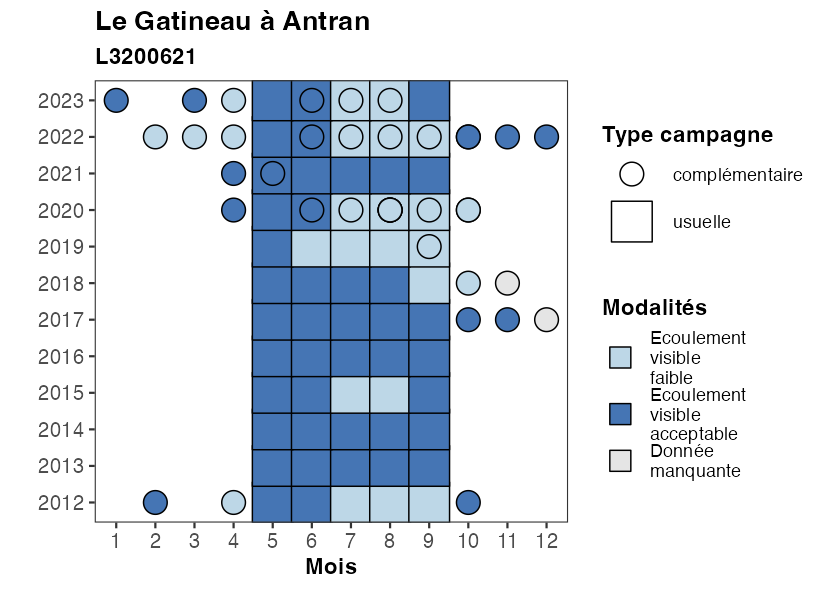 Le Gatineau à Antran
L3200621
2023
2022
2021
2020
2019
2018
2017
2016
2015
2014
2013
2012
1 2 3 4 5 6 7 8 9 10 11 12
Mois
Type campagne
complémentaire
usuelle
Modalités
Ecoulement
visible
faible
Ecoulement
visible
acceptable
Donnée
manquante